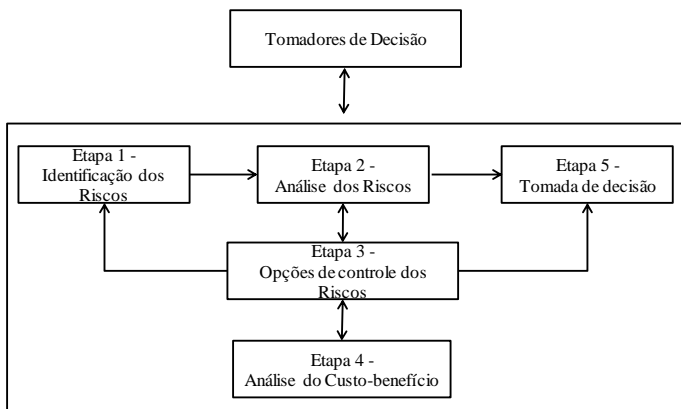 Tomadores de Decisão
Etapa 1 -
Identificação dos
Riscos
Etapa 2 -
Análise dos Riscos
Etapa 5 -
Tomada de decisão
Etapa 3 -
Opções de controle dos
Riscos
Etapa 4 -
Análise do Custo-benefício